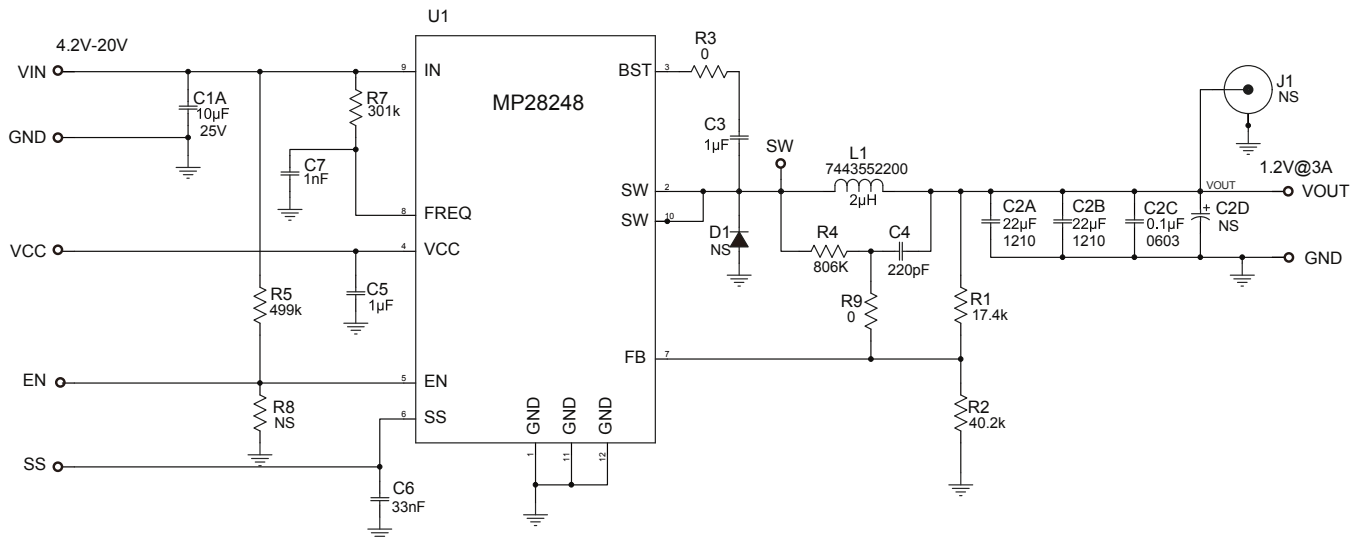 U1
4.2V-20V
VIN
9
IN
BST
3
R3
0
J1
NS
MP28248
C1A
10µF
25V
R7
301k
GND
C3
1µF
SW
L1
7443552200
2µH
1.2V@3A
C7
1nF
SW
2
VOUT
VOUT
8
FREQ
SW
10
D1
NS
R4
806K
C4
220pF
C2A
22µF
1210
C2B
22µF
1210
C2C
0.1µF
0603
+
C2D
NS
VCC
4
VCC
GND
R5
499k
C5
1µF
R9
0
R1
17.4k
FB
7
EN
5
EN
R8
NS
6
SS
GND
GND
GND
R2
40.2k
1
11
12
SS
C6
33nF